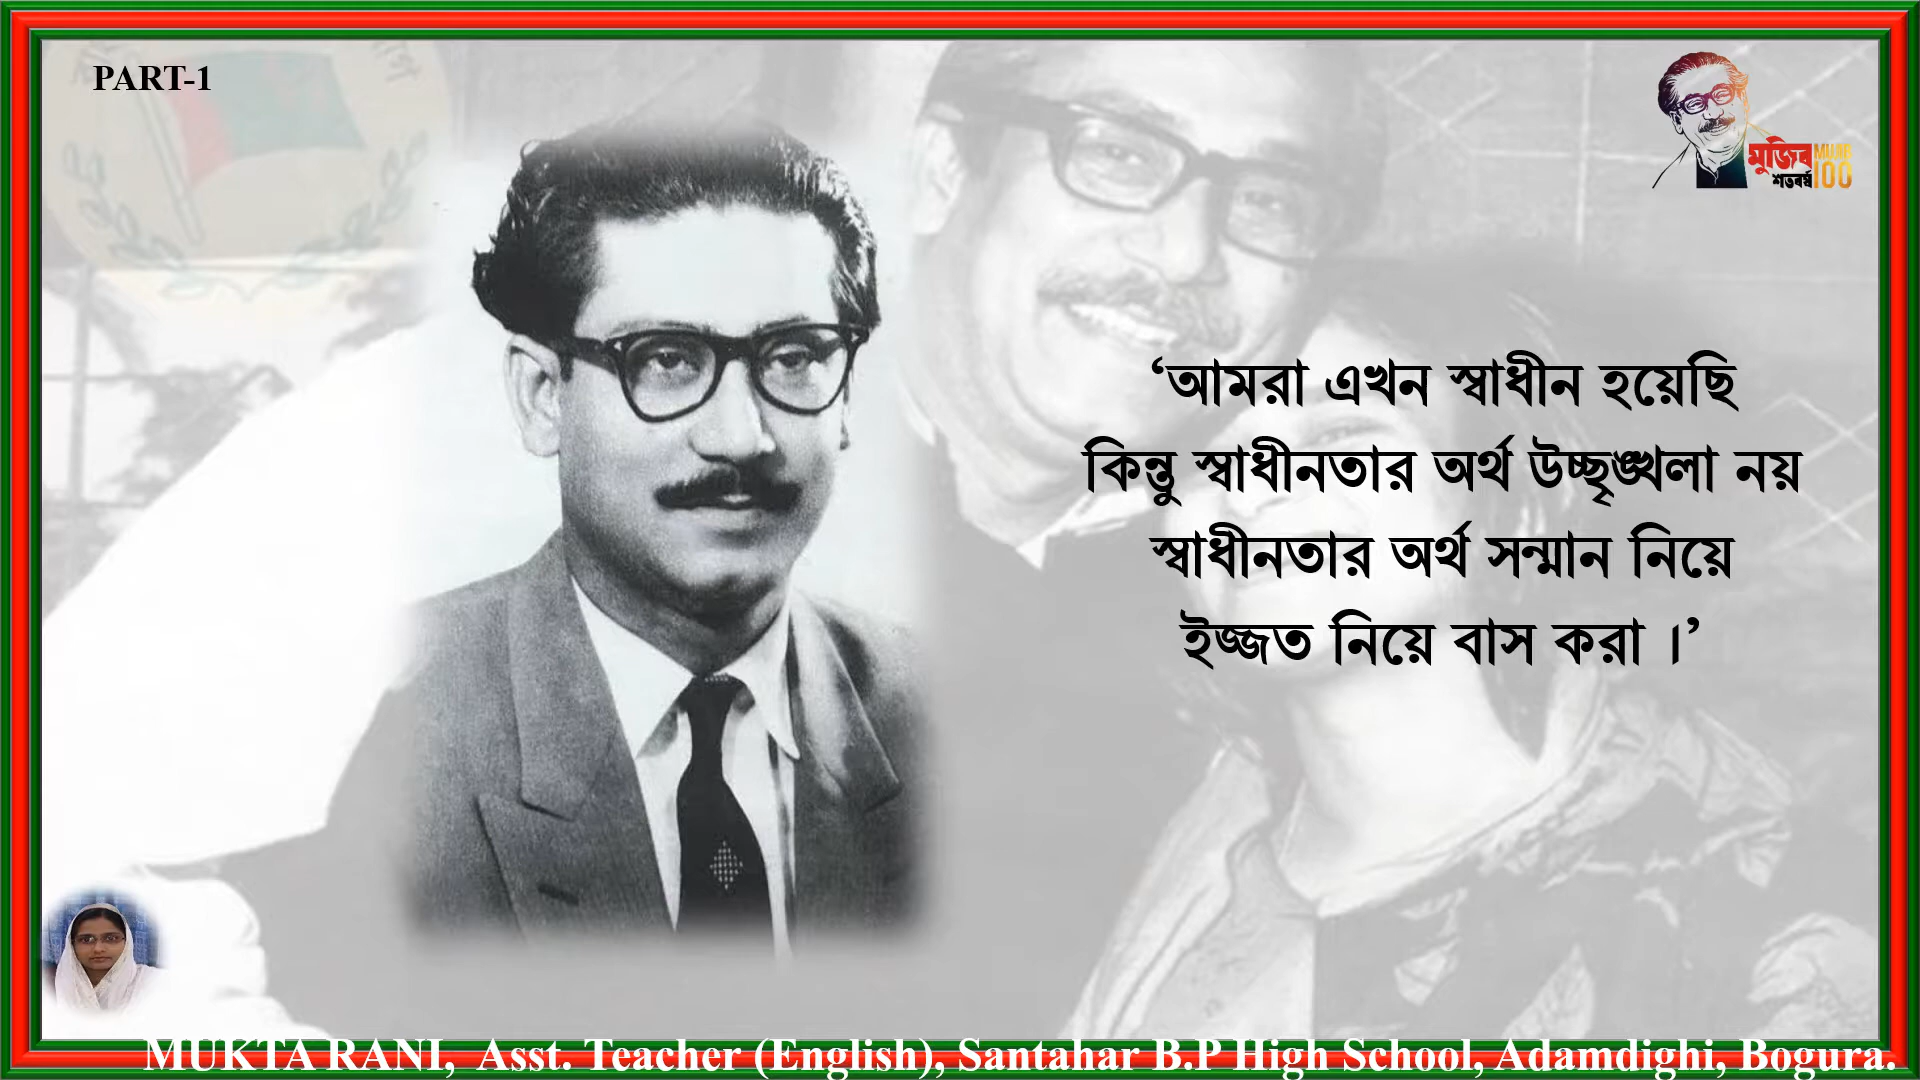 PART-1
মুজিব MUJIB
শতবর্ষ 100
‘আমরা এখন স্বাধীন হয়েছি
কিন্তু স্বাধীনতার অর্থ উচ্ছৃঙ্খলা নয়
স্বাধীনতার অর্থ সন্মান নিয়ে
ইজ্জত নিয়ে বাস করা।’
MUKTA RANI, Asst. Teacher (English), Santahar B.P High School, Adamdighi, Bogura.